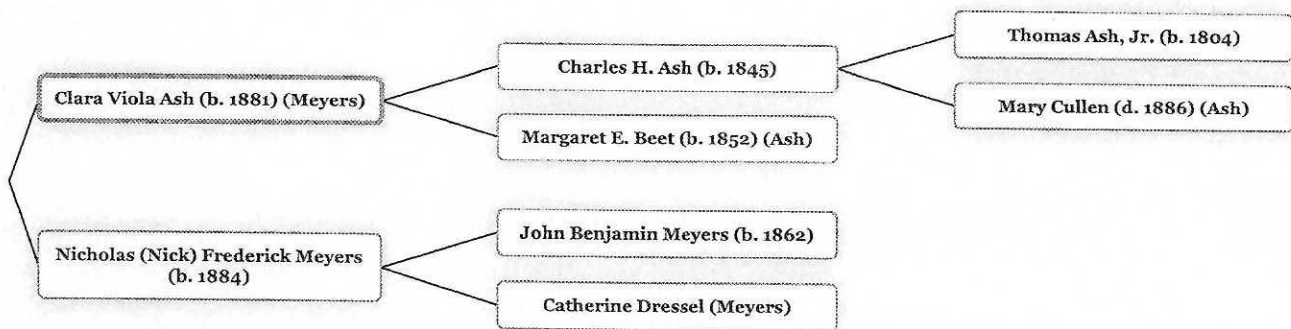 Thomas Ash, Jr. (b. 1804)
Charles H. Ash (b. 1845)
Clara Viola Ash (b. 1881) (Meyers)
Mary Cullen (d. 1886) (Ash)
Margaret E. Beet (b. 1852) (Ash)
John Benjamin Meyers (b. 1862)
Nicholas (Nick) Frederick Meyers
(b. 1884)
Catherine Dressel (Meyers)